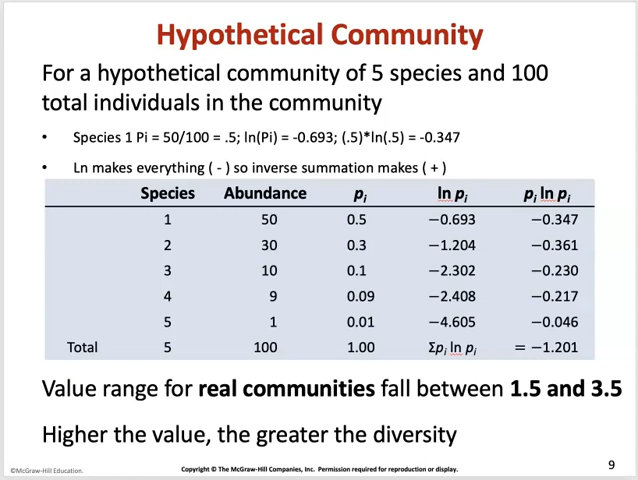 Hypothetical Community
For a hypothetical community of 5 species and 100
total individuals in the community
• Species 1 Pi = 50/100 = .5; ln(Pi) = -0.693; (.5)*ln(.5) = -0.347
• Ln makes everything ( - ) so inverse summation makes ( + )
Species Abundance pi ln pi pi ln pi
1 50 0.5 −0.693 −0.347
2 30 0.3 −1.204 −0.361
3 10 0.1 −2.302 −0.230
4 9 0.09 −2.408 −0.217
5 1 0.01 −4.605 −0.046
Total 5 100 1.00 Σpi ln pi = −1.201
Value range for real communities fall between 1.5 and 3.5
Higher the value, the greater the diversity
9
©McGraw-Hill Education.
Copyright © The McGraw-Hill Companies, Inc. Permission required for reproduction or display.